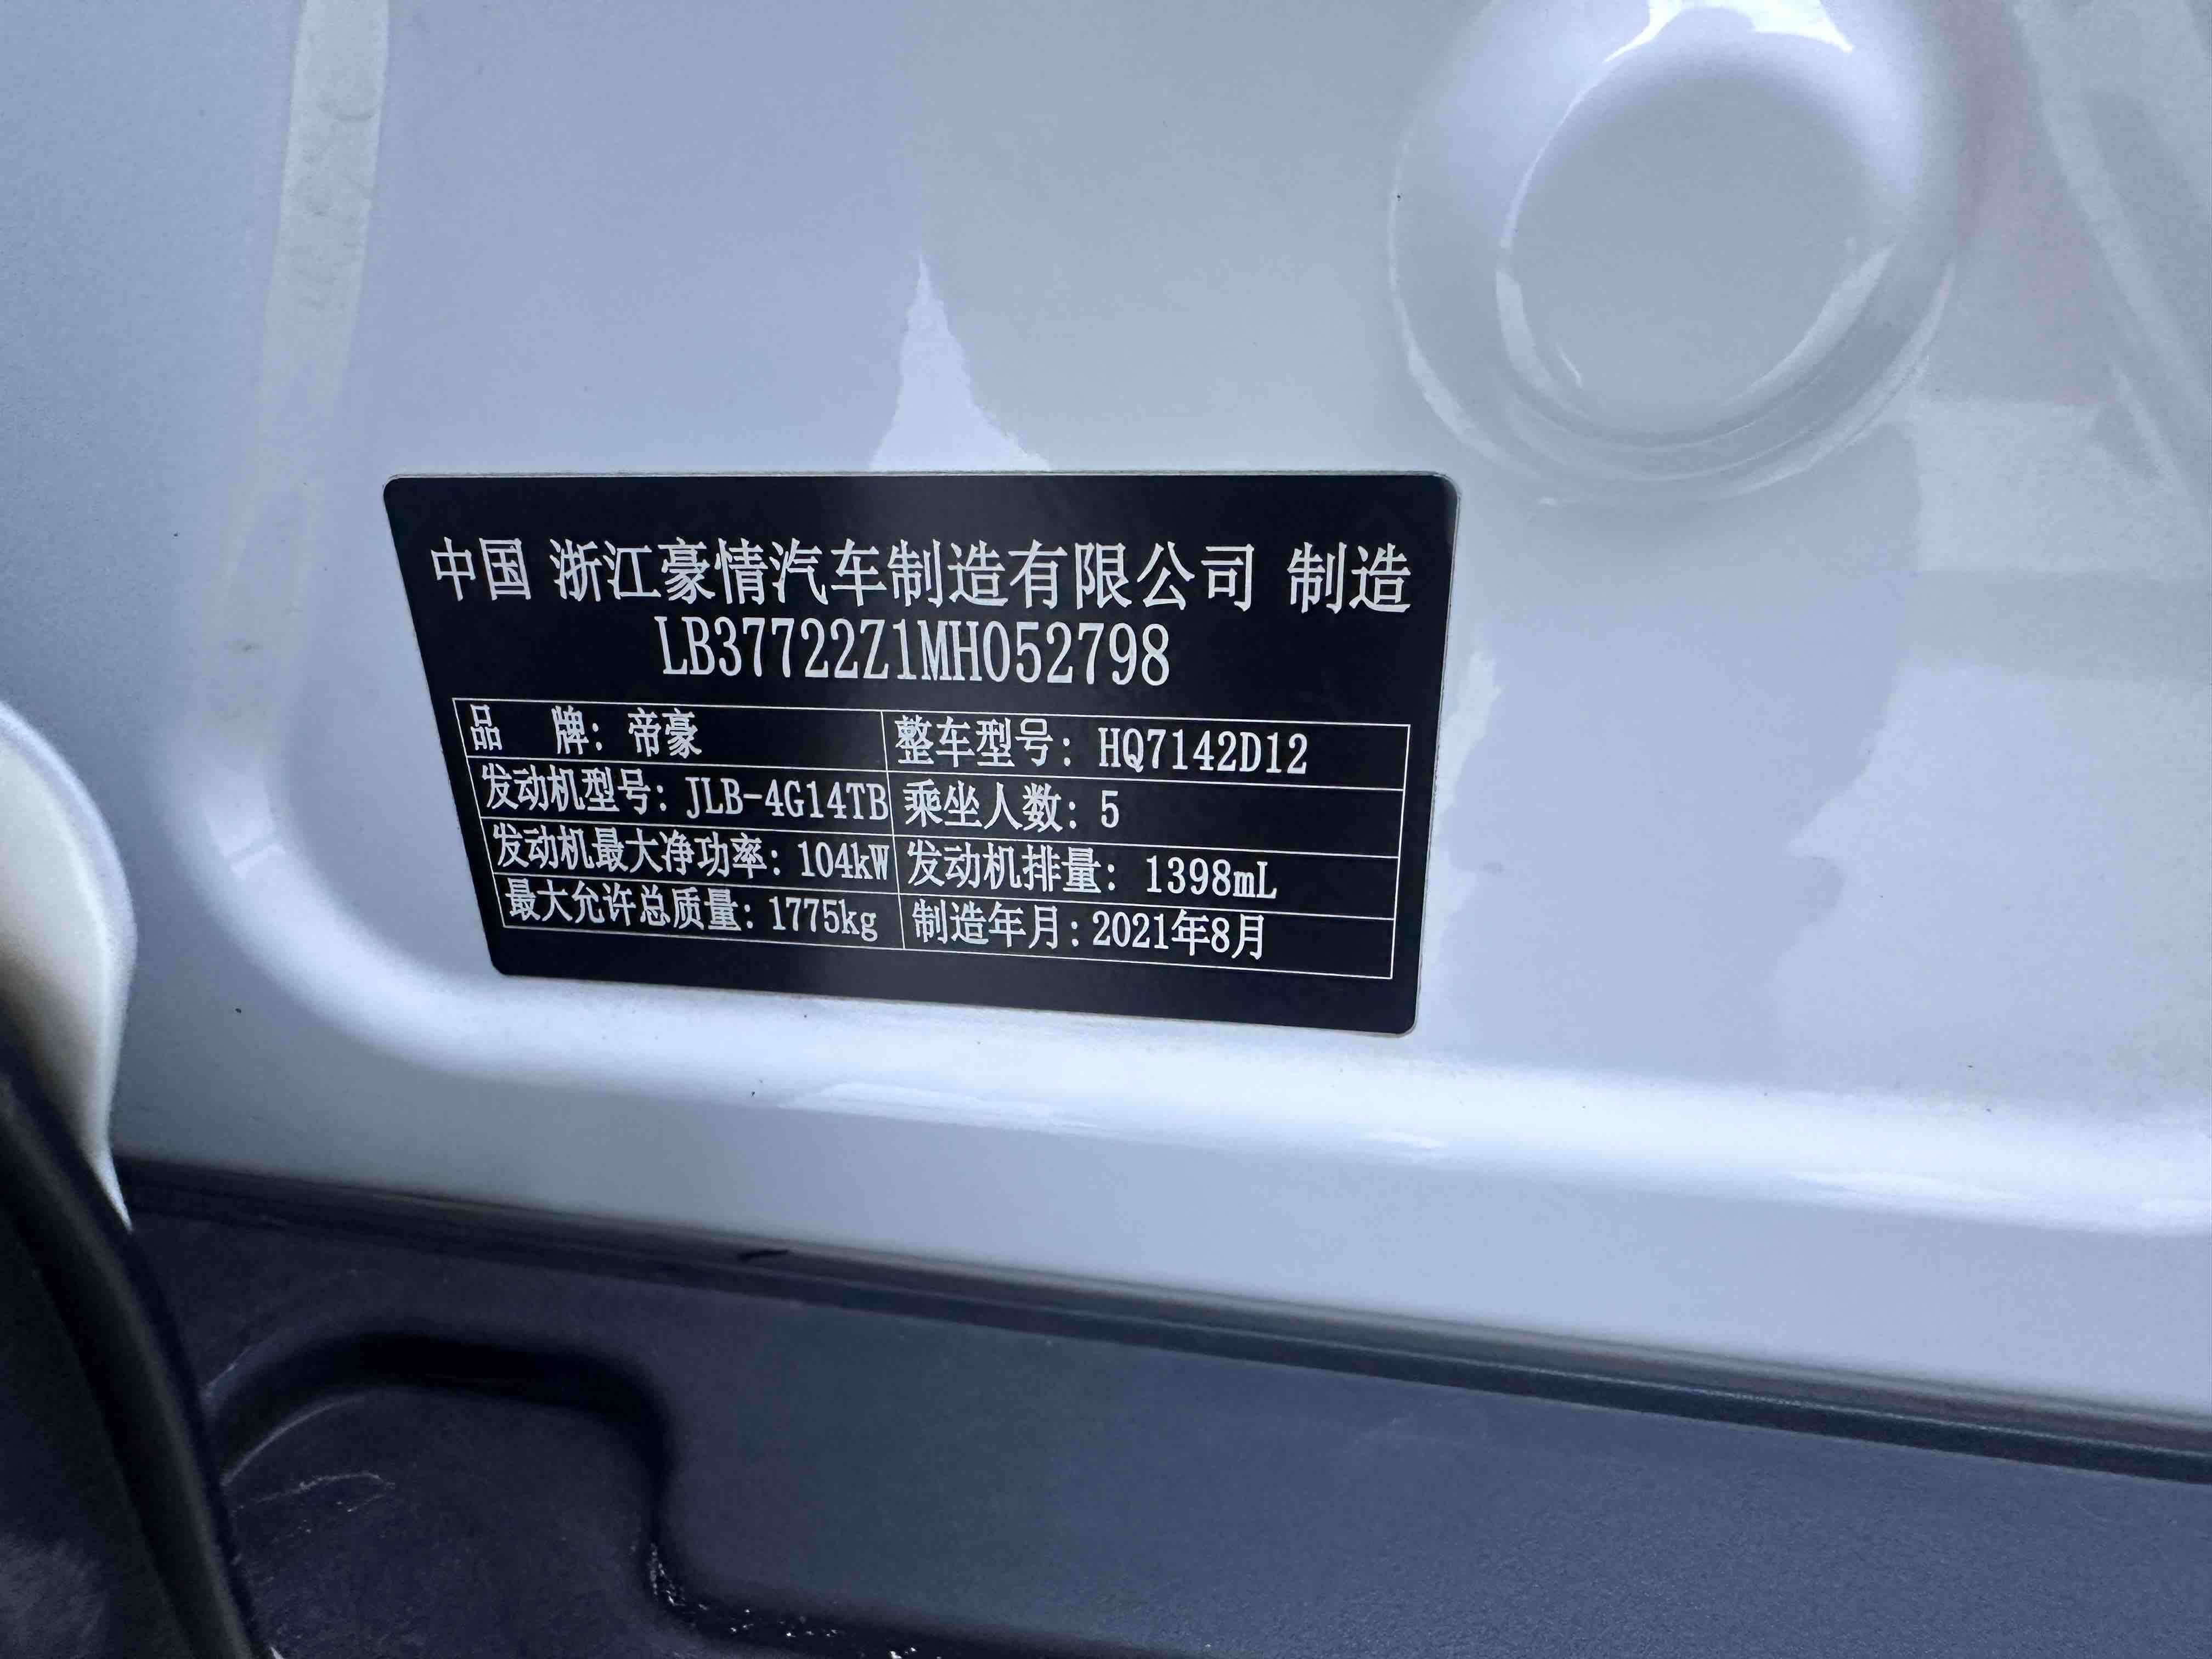 中国 浙江豪情汽车制造有限公司 制造
LB37722Z1MH052798
品 牌：帝豪 整车型号：HQ7142D12
发动机型号：JLB-4G14TB 乘坐人数：5
发动机最大净功率：104kW 发动机排量：1398mL
最大允许总质量：1775kg 制造年月：2021年8月